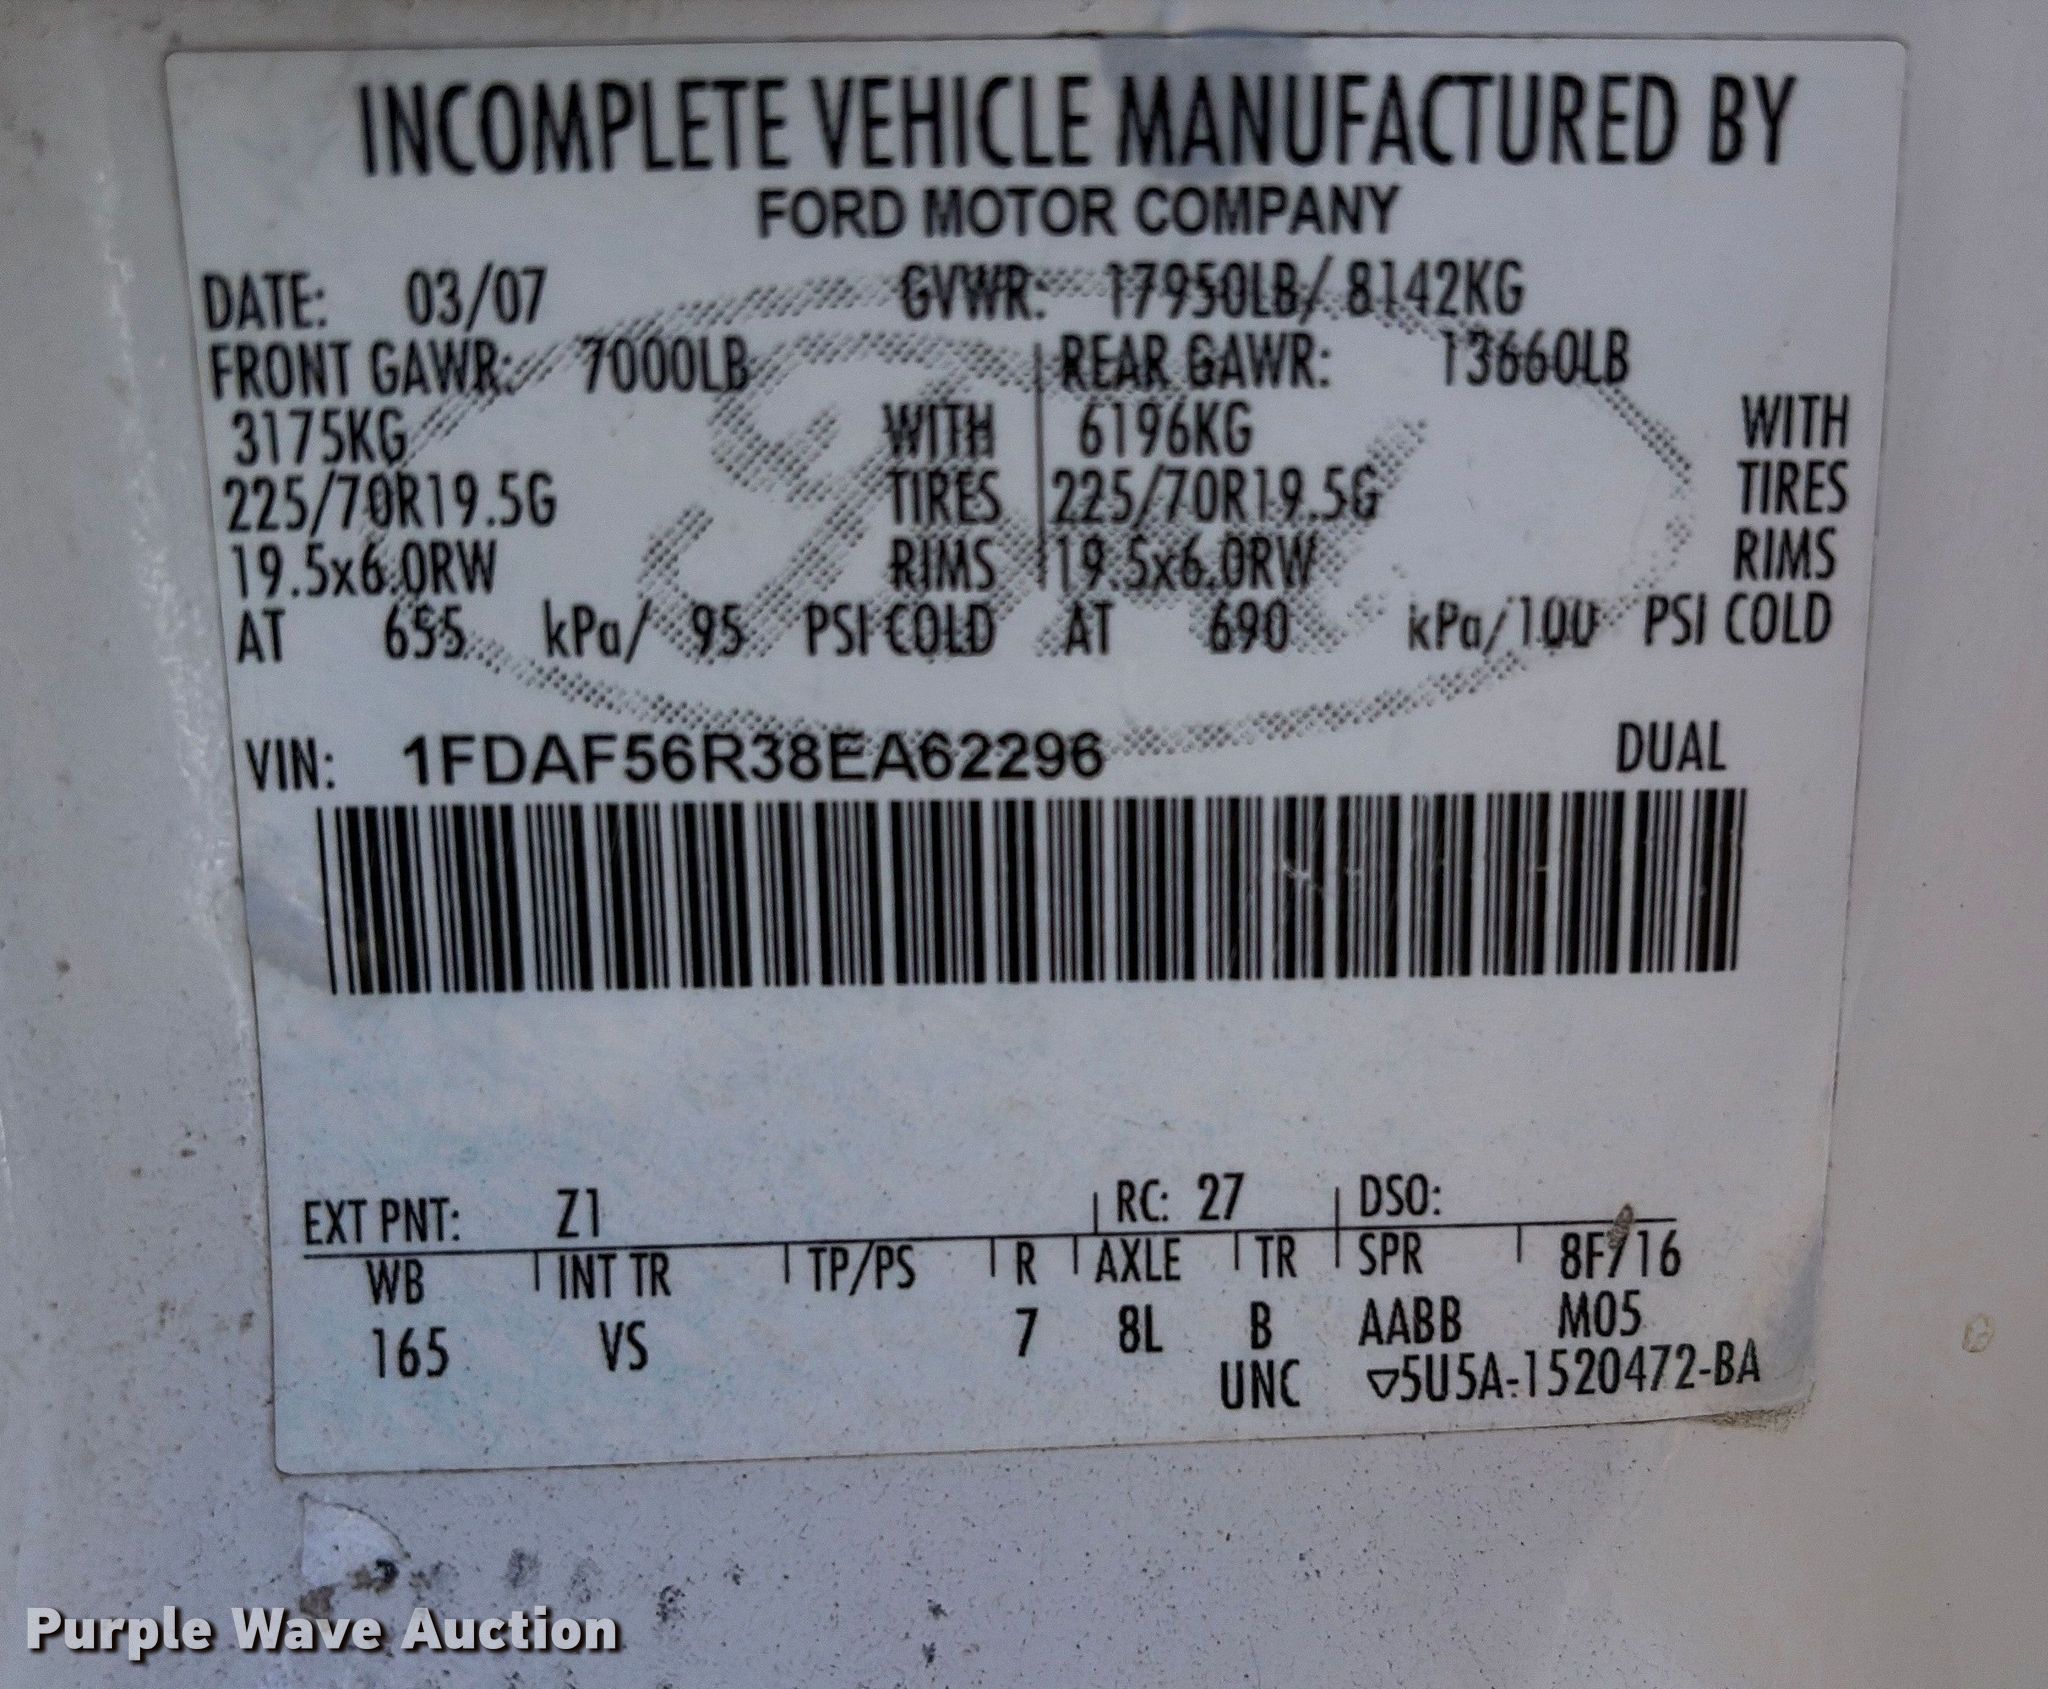 INCOMPLETE VEHICLE MANUFACTURED BY
FORD MOTOR COMPANY
DATE: 03/07 GVWR: 17950LB/ 8142KG
FRONT GAWR: 7000LB REAR GAWR: 13660LB
3175KG WITH 6196KG WITH
225/70R19.5G TIRES 225/70R19.5G TIRES
19.5x6.0RW RIMS 19.5x6.0RW RIMS
AT 655 kPa/ 95 PSI COLD AT 690 kPa/100 PSI COLD
VIN: 1FDAF56R38EA62296 DUAL
EXT PNT: Z1 RC: 27 DSO:
WB INT TR TP/PS R AXLE TR SPR 8F716
165 VS 7 8L B AABB M05
UNC ▽5U5A-1520472-BA
Purple Wave Auction